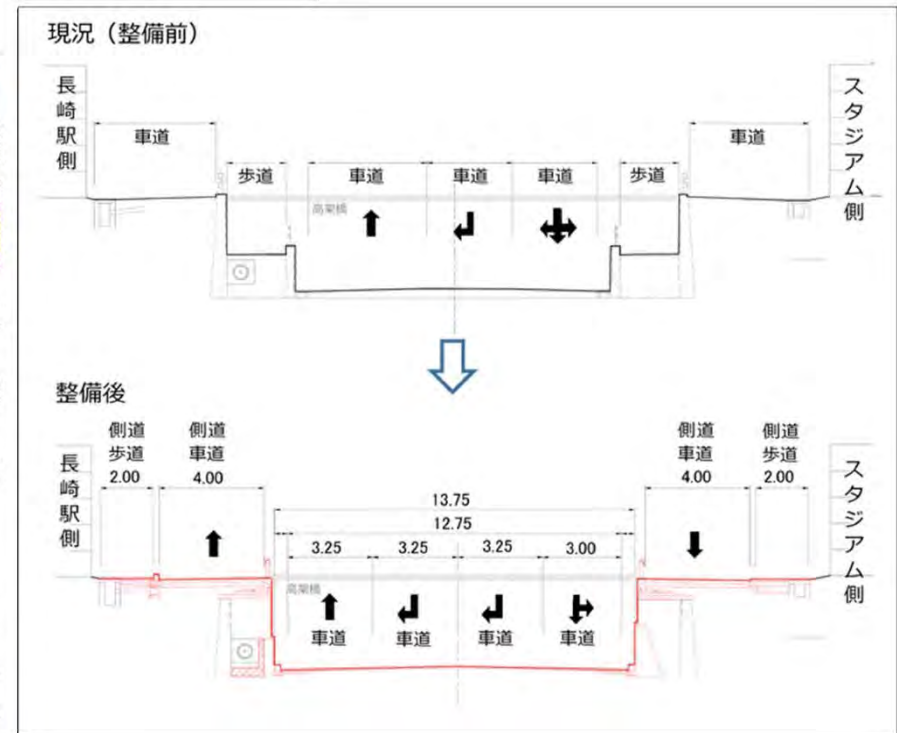 現況（整備前）
長崎駅側
スタジアム側
車道
車道
歩道
車道
車道
車道
歩道
高架橋
整備後
側道
歩道
2.00
側道
車道
4.00
側道
車道
4.00
側道
歩道
2.00
長崎駅側
スタジアム側
13.75
12.75
3.25
3.25
3.25
3.00
高架橋
車道
車道
車道
車道